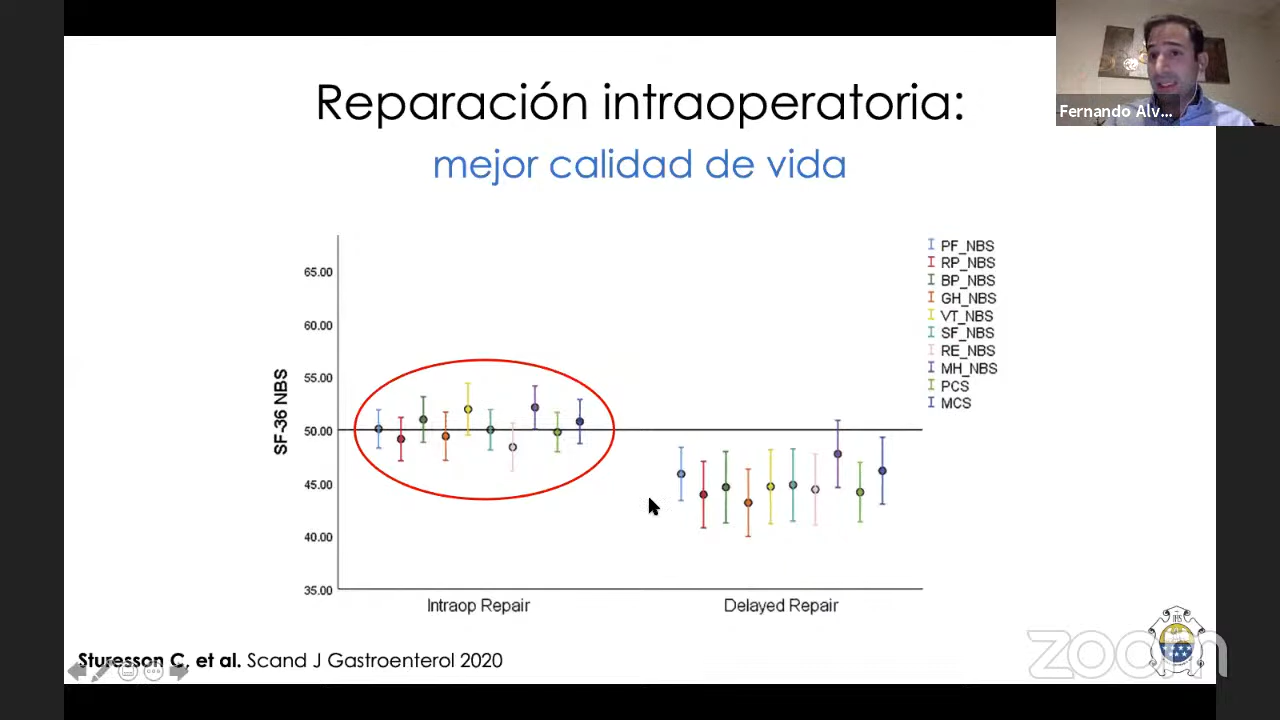 Reparación intraoperatoria:
mejor calidad de vida
Fernando Alv...
PF_NBS
RP_NBS
BP_NBS
GH_NBS
VT_NBS
SF_NBS
RE_NBS
MH_NBS
PCS
MCS
SF-36 NBS
65.00
60.00
55.00
50.00
45.00
40.00
35.00
Intraop Repair
Delayed Repair
Sturesson C, et al. Scand J Gastroenterol 2020
zoom